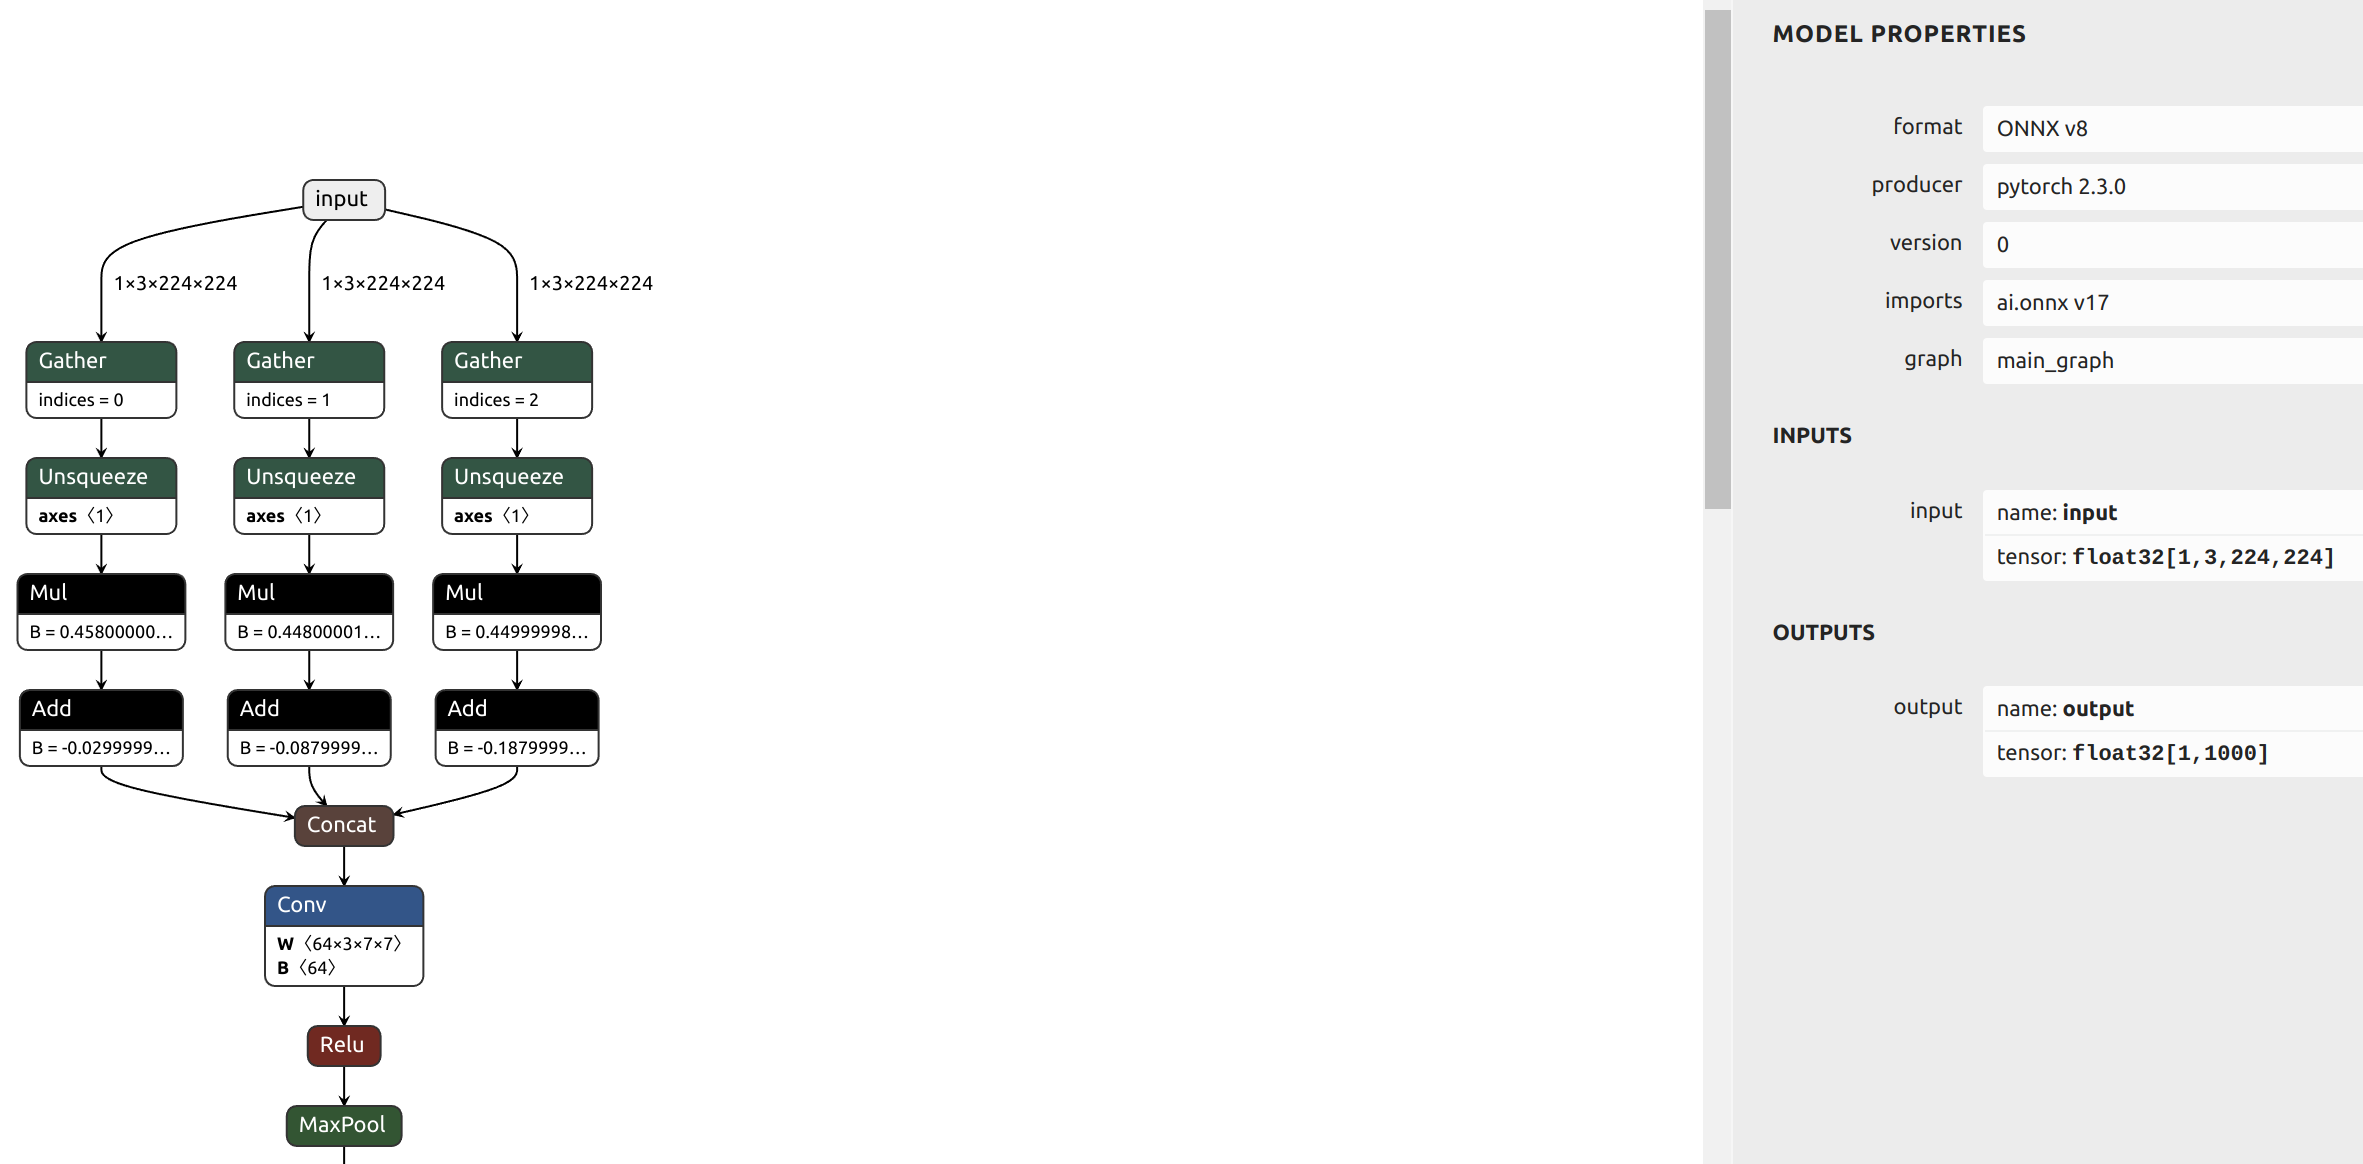 input
1×3×224×224 1×3×224×224 1×3×224×224
Gather Gather Gather
indices = 0 indices = 1 indices = 2
Unsqueeze Unsqueeze Unsqueeze
axes 〈1〉 axes 〈1〉 axes 〈1〉
Mul Mul Mul
B = 0.45800000… B = 0.44800001… B = 0.44999998…
Add Add Add
B = -0.0299999… B = -0.0879999… B = -0.1879999…
Concat
Conv
W 〈64×3×7×7〉
B 〈64〉
Relu
MaxPool
MODEL PROPERTIES
format ONNX v8
producer pytorch 2.3.0
version 0
imports ai.onnx v17
graph main_graph
INPUTS
input name: input
tensor: float32[1,3,224,224]
OUTPUTS
output name: output
tensor: float32[1,1000]